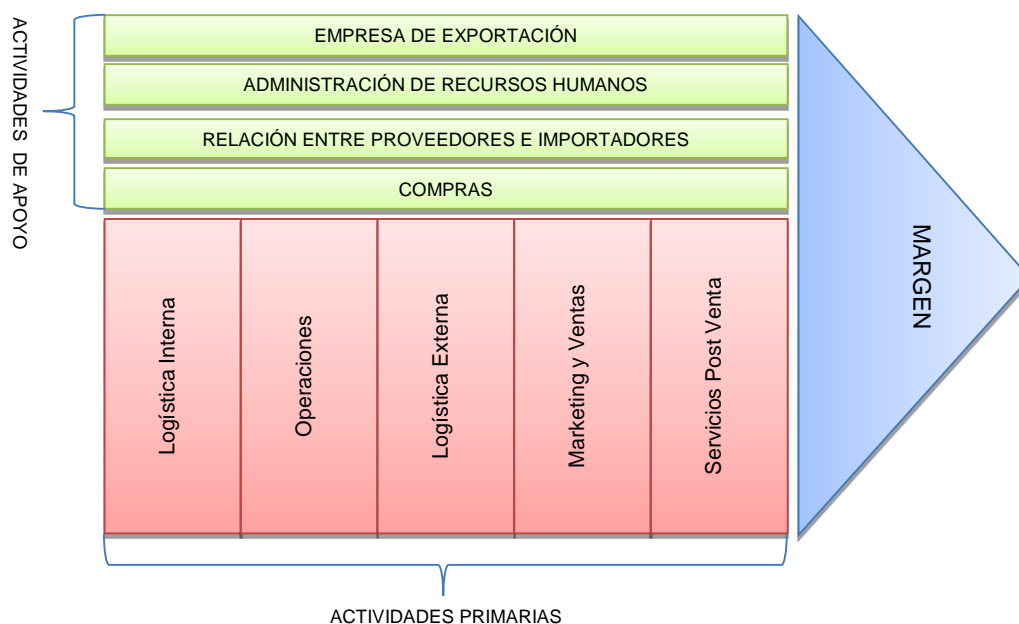 ACTIVIDADES DE APOYO
EMPRESA DE EXPORTACIÓN
ADMINISTRACIÓN DE RECURSOS HUMANOS
RELACIÓN ENTRE PROVEEDORES E IMPORTADORES
COMPRAS
Logística Interna
Operaciones
Logística Externa
Marketing y Ventas
Servicios Post Venta
MARGEN
ACTIVIDADES PRIMARIAS